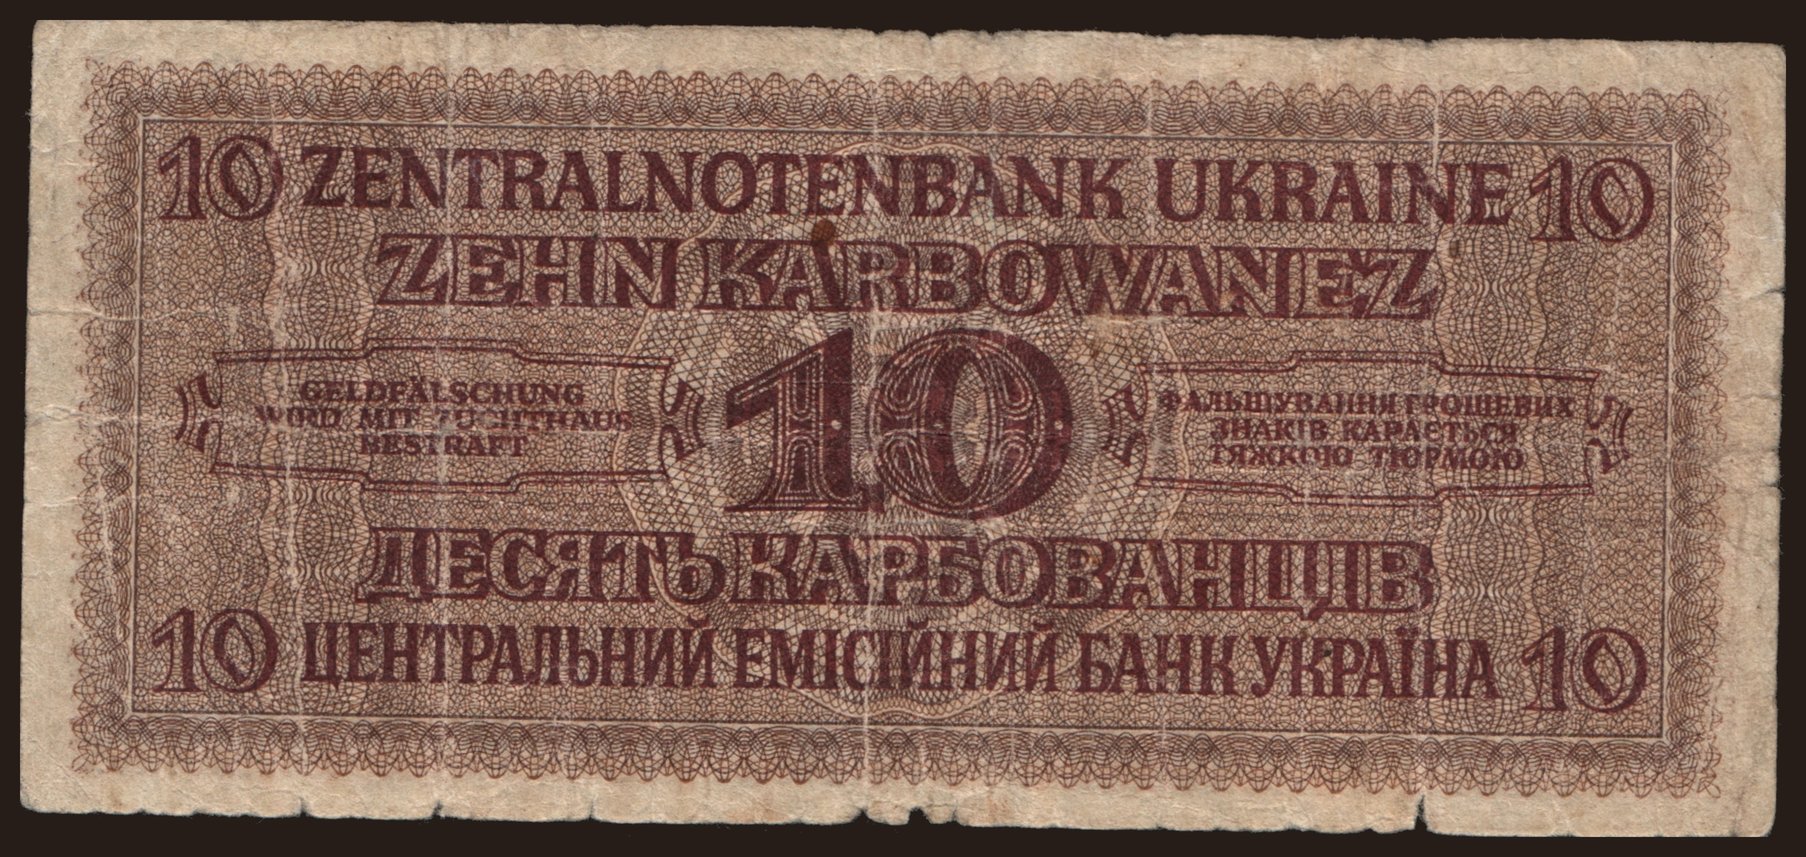 10 ZENTRALNOTENBANK UKRAINE 10
ZEHN KARBOWANEZ
10
GELDFÄLSCHUNG
WIRD MIT ZUCHTHAUS
BESTRAFT
ФАЛЬШУВАННЯ ГРОШЕВИХ
ЗНАКІВ КАРАЄТЬСЯ
ТЯЖКОЮ ТЮРМОЮ
ДЕСЯТЬ КАРБОВАНЦІВ
10 ЦЕНТРАЛЬНИЙ ЕМІСІЙНИЙ БАНК УКРАЇНА 10